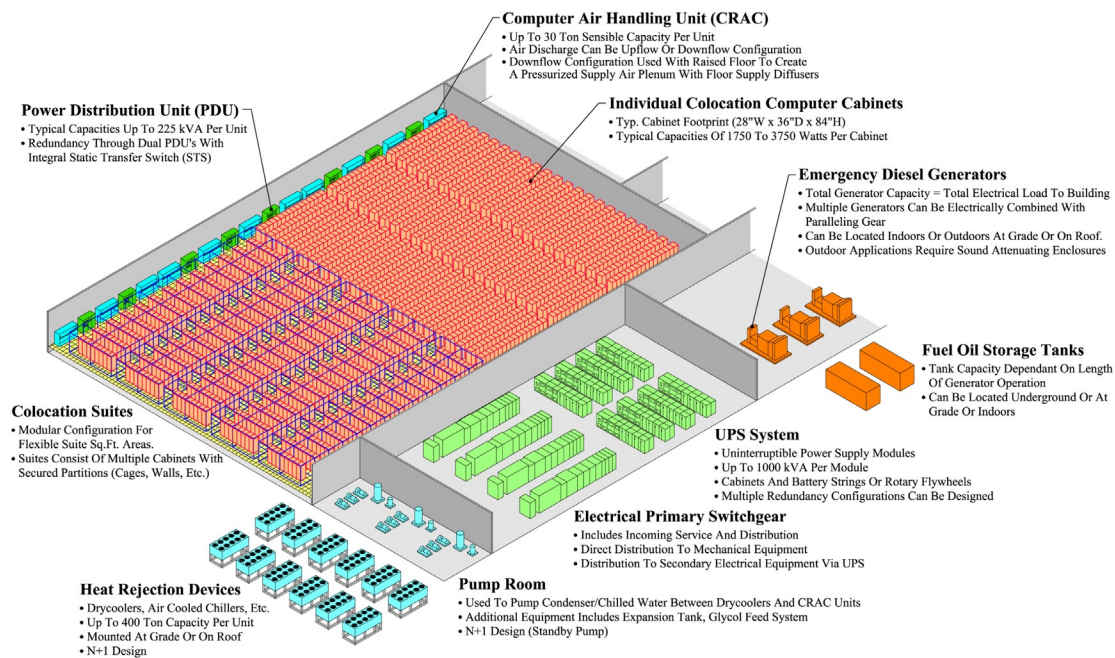 Computer Air Handling Unit (CRAC)
• Up To 30 Ton Sensible Capacity Per Unit
• Air Discharge Can Be Upflow Or Downflow Configuration
• Downflow Configuration Used With Raised Floor To Create
A Pressurized Supply Air Plenum With Floor Supply Diffusers
Power Distribution Unit (PDU)
• Typical Capacities Up To 225 kVA Per Unit
• Redundancy Through Dual PDU's With
Integral Static Transfer Switch (STS)
Individual Colocation Computer Cabinets
• Typ. Cabinet Footprint (28"W x 36"D x 84"H)
• Typical Capacities Of 1750 To 3750 Watts Per Cabinet
Emergency Diesel Generators
• Total Generator Capacity = Total Electrical Load To Building
• Multiple Generators Can Be Electrically Combined With
Paralleling Gear
• Can Be Located Indoors Or Outdoors At Grade Or On Roof.
• Outdoor Applications Require Sound Attenuating Enclosures
Fuel Oil Storage Tanks
• Tank Capacity Dependant On Length
Of Generator Operation
• Can Be Located Underground Or At
Grade Or Indoors
Colocation Suites
• Modular Configuration For
Flexible Suite Sq.Ft. Areas.
• Suites Consist Of Multiple Cabinets With
Secured Partitions (Cages, Walls, Etc.)
UPS System
• Uninterruptible Power Supply Modules
• Up To 1000 kVA Per Module
• Cabinets And Battery Strings Or Rotary Flywheels
• Multiple Redundancy Configurations Can Be Designed
Electrical Primary Switchgear
• Includes Incoming Service And Distribution
• Direct Distribution To Mechanical Equipment
• Distribution To Secondary Electrical Equipment Via UPS
Pump Room
• Used To Pump Condenser/Chilled Water Between Drycoolers And CRAC Units
• Additional Equipment Includes Expansion Tank, Glycol Feed System
• N+1 Design (Standby Pump)
Heat Rejection Devices
• Drycoolers, Air Cooled Chillers, Etc.
• Up To 400 Ton Capacity Per Unit
• Mounted At Grade Or On Roof
• N+1 Design